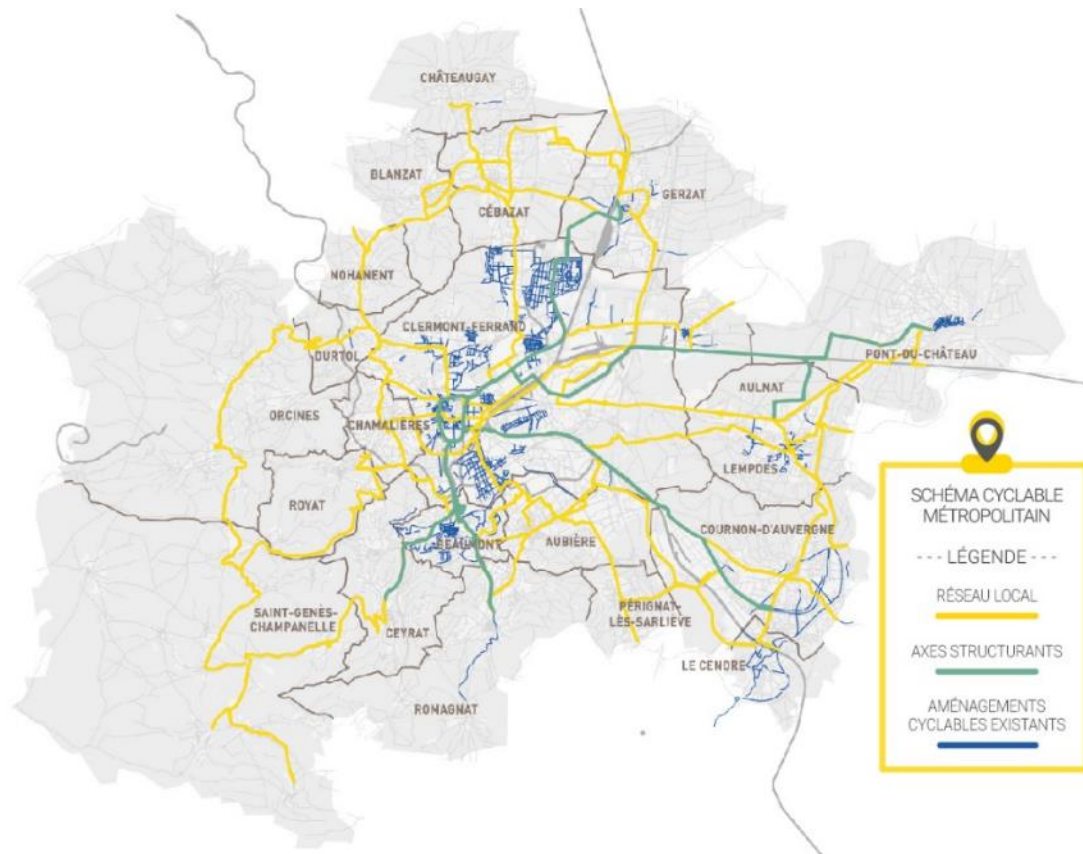 CHÂTEAUGAY
BLANZAT
GERZAT
CÉBAZAT
NOHANENT
CLERMONT-FERRAND
DURTOL
PONT-DU-CHÂTEAU
AULNAT
ORCINES
CHAMALIÈRES
LEMPDES
ROYAT
COURNON-D'AUVERGNE
BEAUMONT
AUBIÈRE
SAINT-GENÈS-
CHAMPANELLE
CEYRAT
PÉRIGNAT-
LÈS-SARLIÈVE
LE CENDRE
ROMAGNAT
SCHÉMA CYCLABLE
MÉTROPOLITAIN
---- LÉGENDE ----
RÉSEAU LOCAL
AXES STRUCTURANTS
AMÉNAGEMENTS
CYCLABLES EXISTANTS